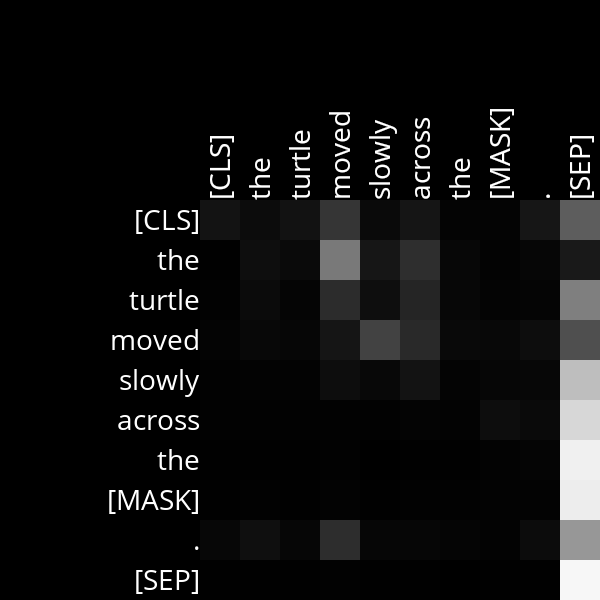 [CLS] the turtle moved slowly across the [MASK] . [SEP]
[CLS]
the
turtle
moved
slowly
across
the
[MASK]
.
[SEP]